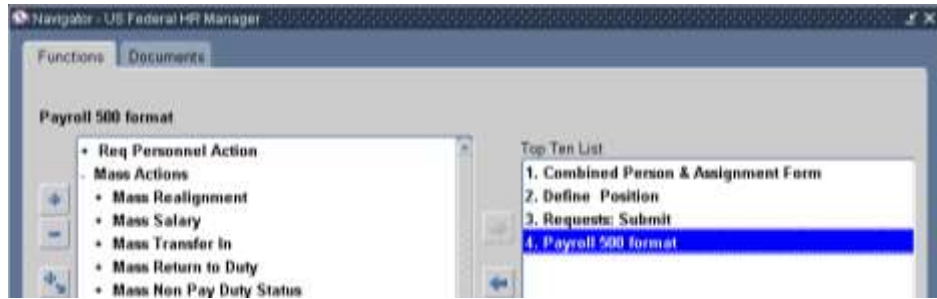 Navigator - US Federal HR Manager
Functions
Documents
Payroll 500 format
+ Req Personnel Action
- Mass Actions
+ Mass Realignment
+ Mass Salary
+ Mass Transfer In
+ Mass Return to Duty
+ Mass Non Pay Duty Status
Top Ten List
1. Combined Person & Assignment Form
2. Define Position
3. Requests: Submit
4. Payroll 500 format